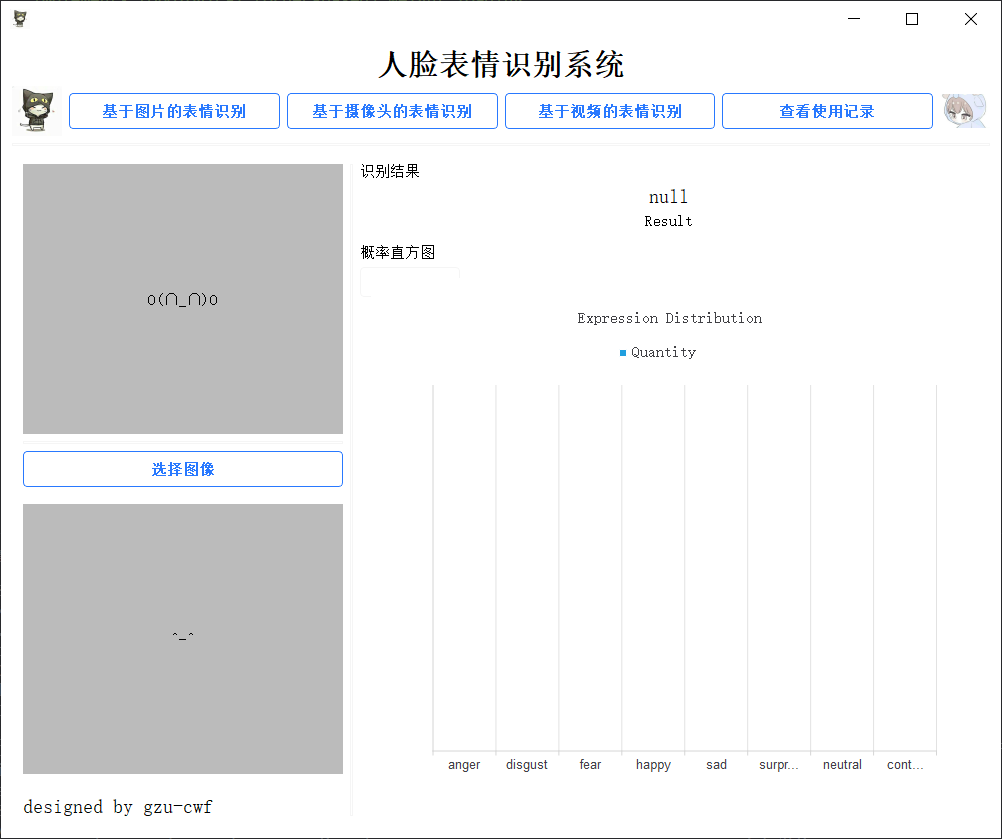 人脸表情识别系统
基于图片的表情识别 基于摄像头的表情识别 基于视频的表情识别 查看使用记录
识别结果
null
Result
概率直方图
o(∩_∩)o
Expression Distribution
Quantity
选择图像
^_^
anger disgust fear happy sad surpr... neutral cont...
designed by gzu-cwf